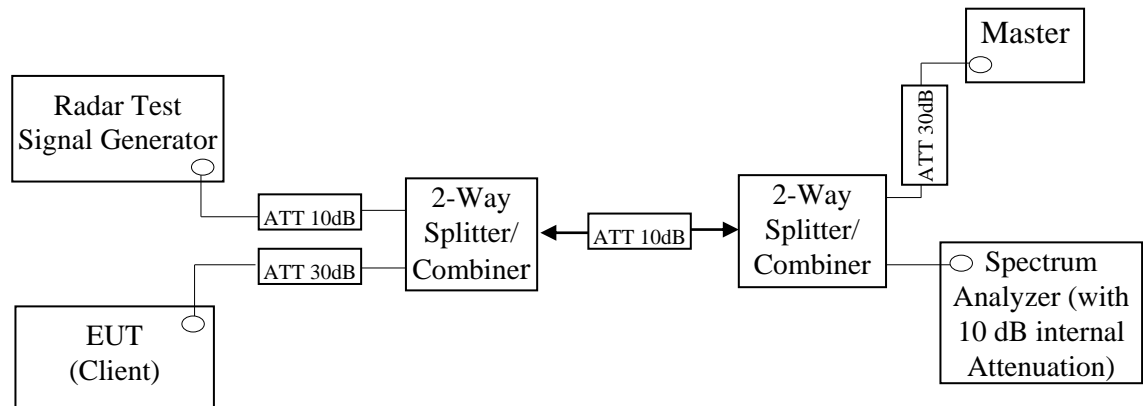 Master
ATT 30dB
Radar Test
Signal Generator
ATT 10dB
2-Way
Splitter/
Combiner
ATT 10dB
2-Way
Splitter/
Combiner
ATT 30dB
EUT
(Client)
Spectrum
Analyzer (with
10 dB internal
Attenuation)